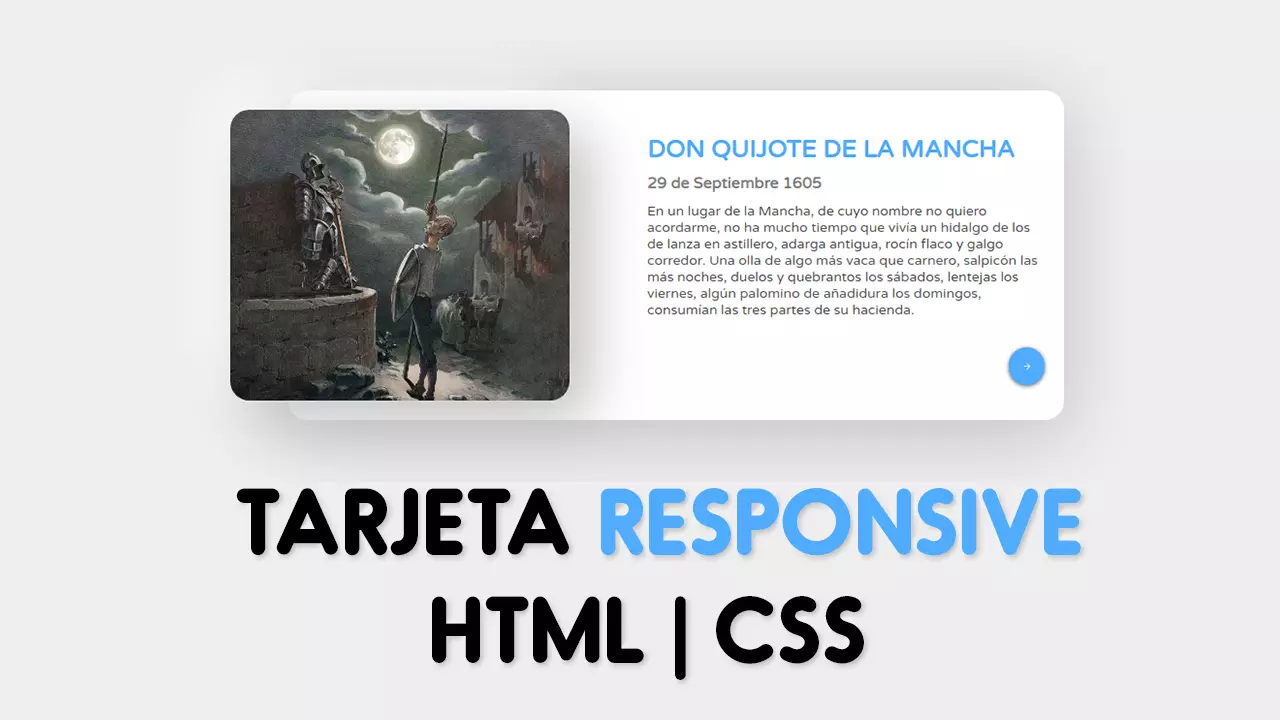 DON QUIJOTE DE LA MANCHA
29 de Septiembre 1605
En un lugar de la Mancha, de cuyo nombre no quiero
acordarme, no ha mucho tiempo que vivía un hidalgo de los
de lanza en astillero, adarga antigua, rocín flaco y galgo
corredor. Una olla de algo más vaca que carnero, salpicón las
más noches, duelos y quebrantos los sábados, lentejas los
viernes, algún palomino de añadidura los domingos,
consumían las tres partes de su hacienda.
TARJETA RESPONSIVE
HTML | CSS